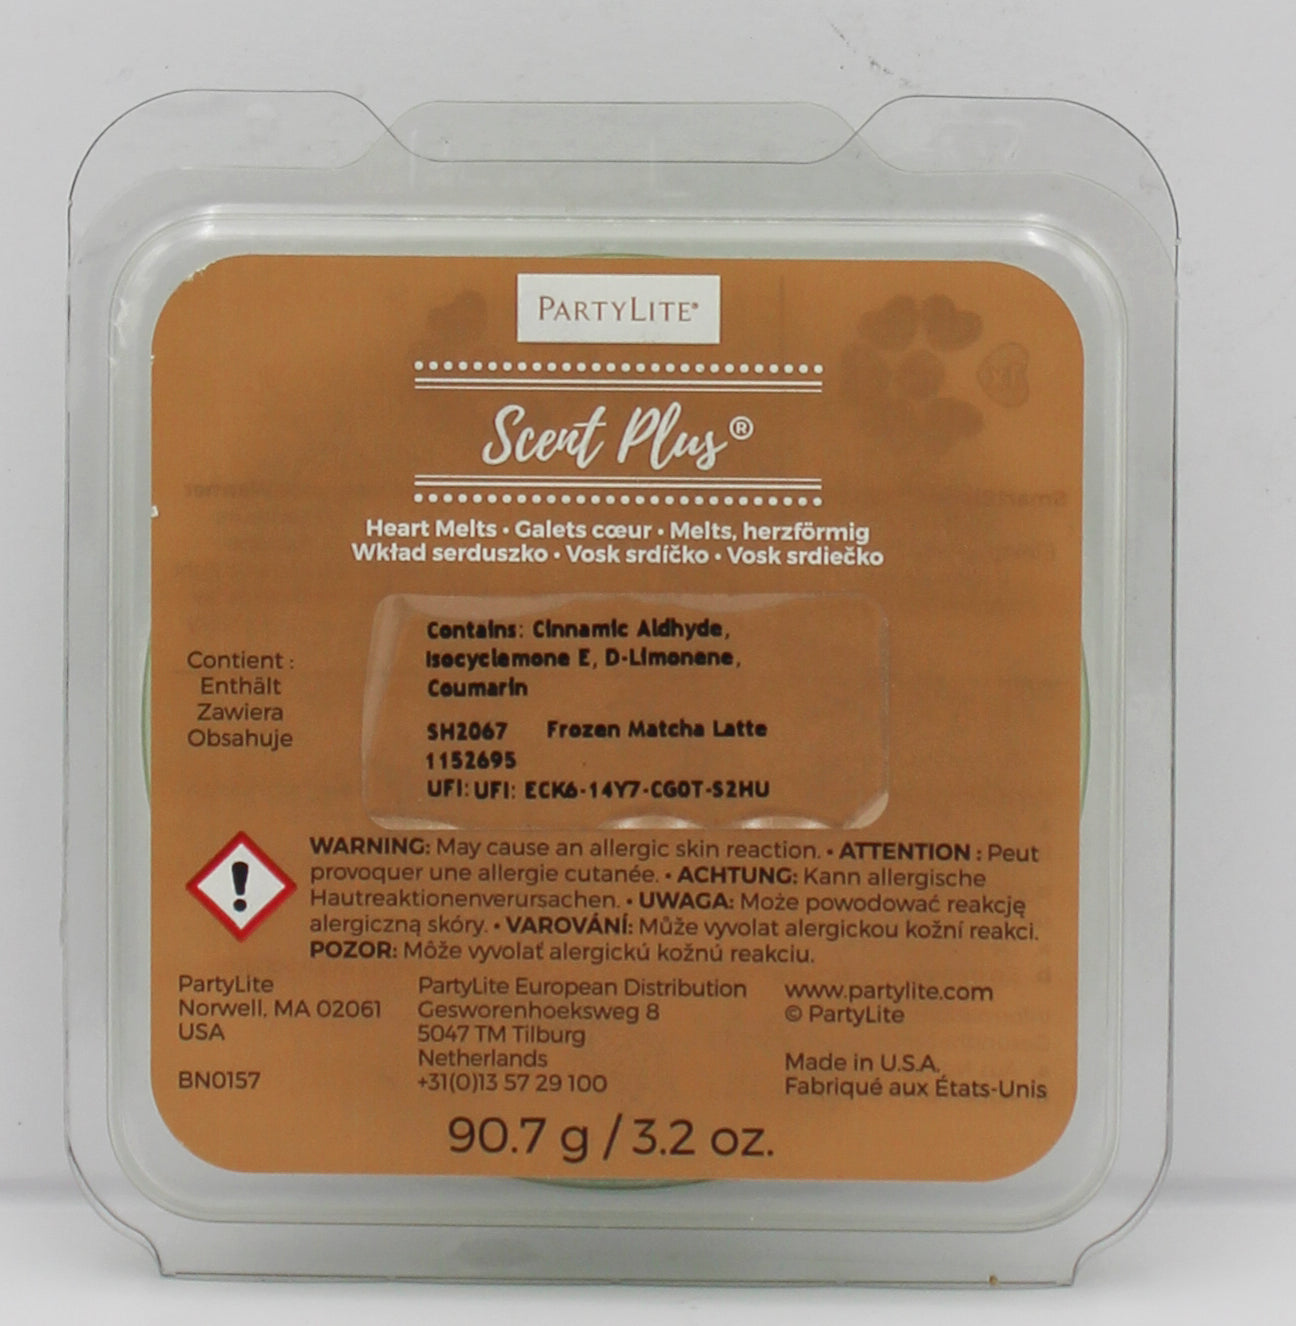 PARTYLITE®
Scent Plus®
Heart Melts • Galets cœur • Melts, herzförmig
Wkład serduszko • Vosk srdíčko • Vosk srdiečko
Contient :
Enthält
Zawiera
Obsahuje
Contains: Cinnamic Aldhyde,
Isocyclemone E, D-Limonene,
Coumarin
SH2067 Frozen Matcha Latte
1152695
UFI: UFI: ECK6-14Y7-CG0T-S2HU
WARNING: May cause an allergic skin reaction. • ATTENTION : Peut
provoquer une allergie cutanée. • ACHTUNG: Kann allergische
Hautreaktionenverursachen. • UWAGA: Może powodować reakcję
alergiczną skóry. • VAROVÁNÍ: Může vyvolat alergickou kožní reakci.
POZOR: Môže vyvolať alergickú kožnú reakciu.
PartyLite
Norwell, MA 02061
USA
BN0157
PartyLite European Distribution
Gesworenhoeksweg 8
5047 TM Tilburg
Netherlands
+31(0)13 57 29 100
www.partylite.com
© PartyLite
Made in U.S.A.
Fabriqué aux États-Unis
90.7 g / 3.2 oz.